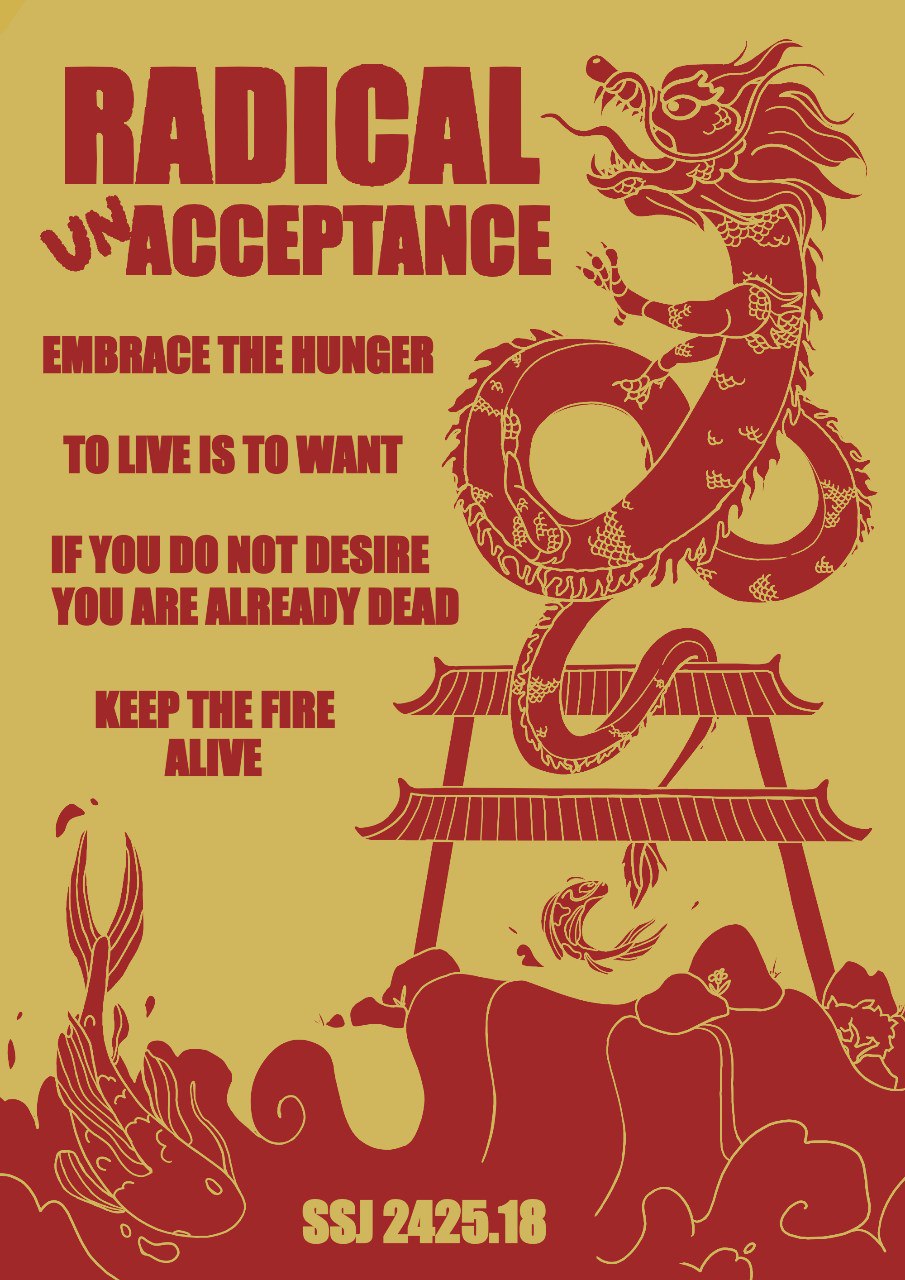 RADICAL
UNACCEPTANCE
EMBRACE THE HUNGER
TO LIVE IS TO WANT
IF YOU DO NOT DESIRE
YOU ARE ALREADY DEAD
KEEP THE FIRE
ALIVE
SSJ 2425.18